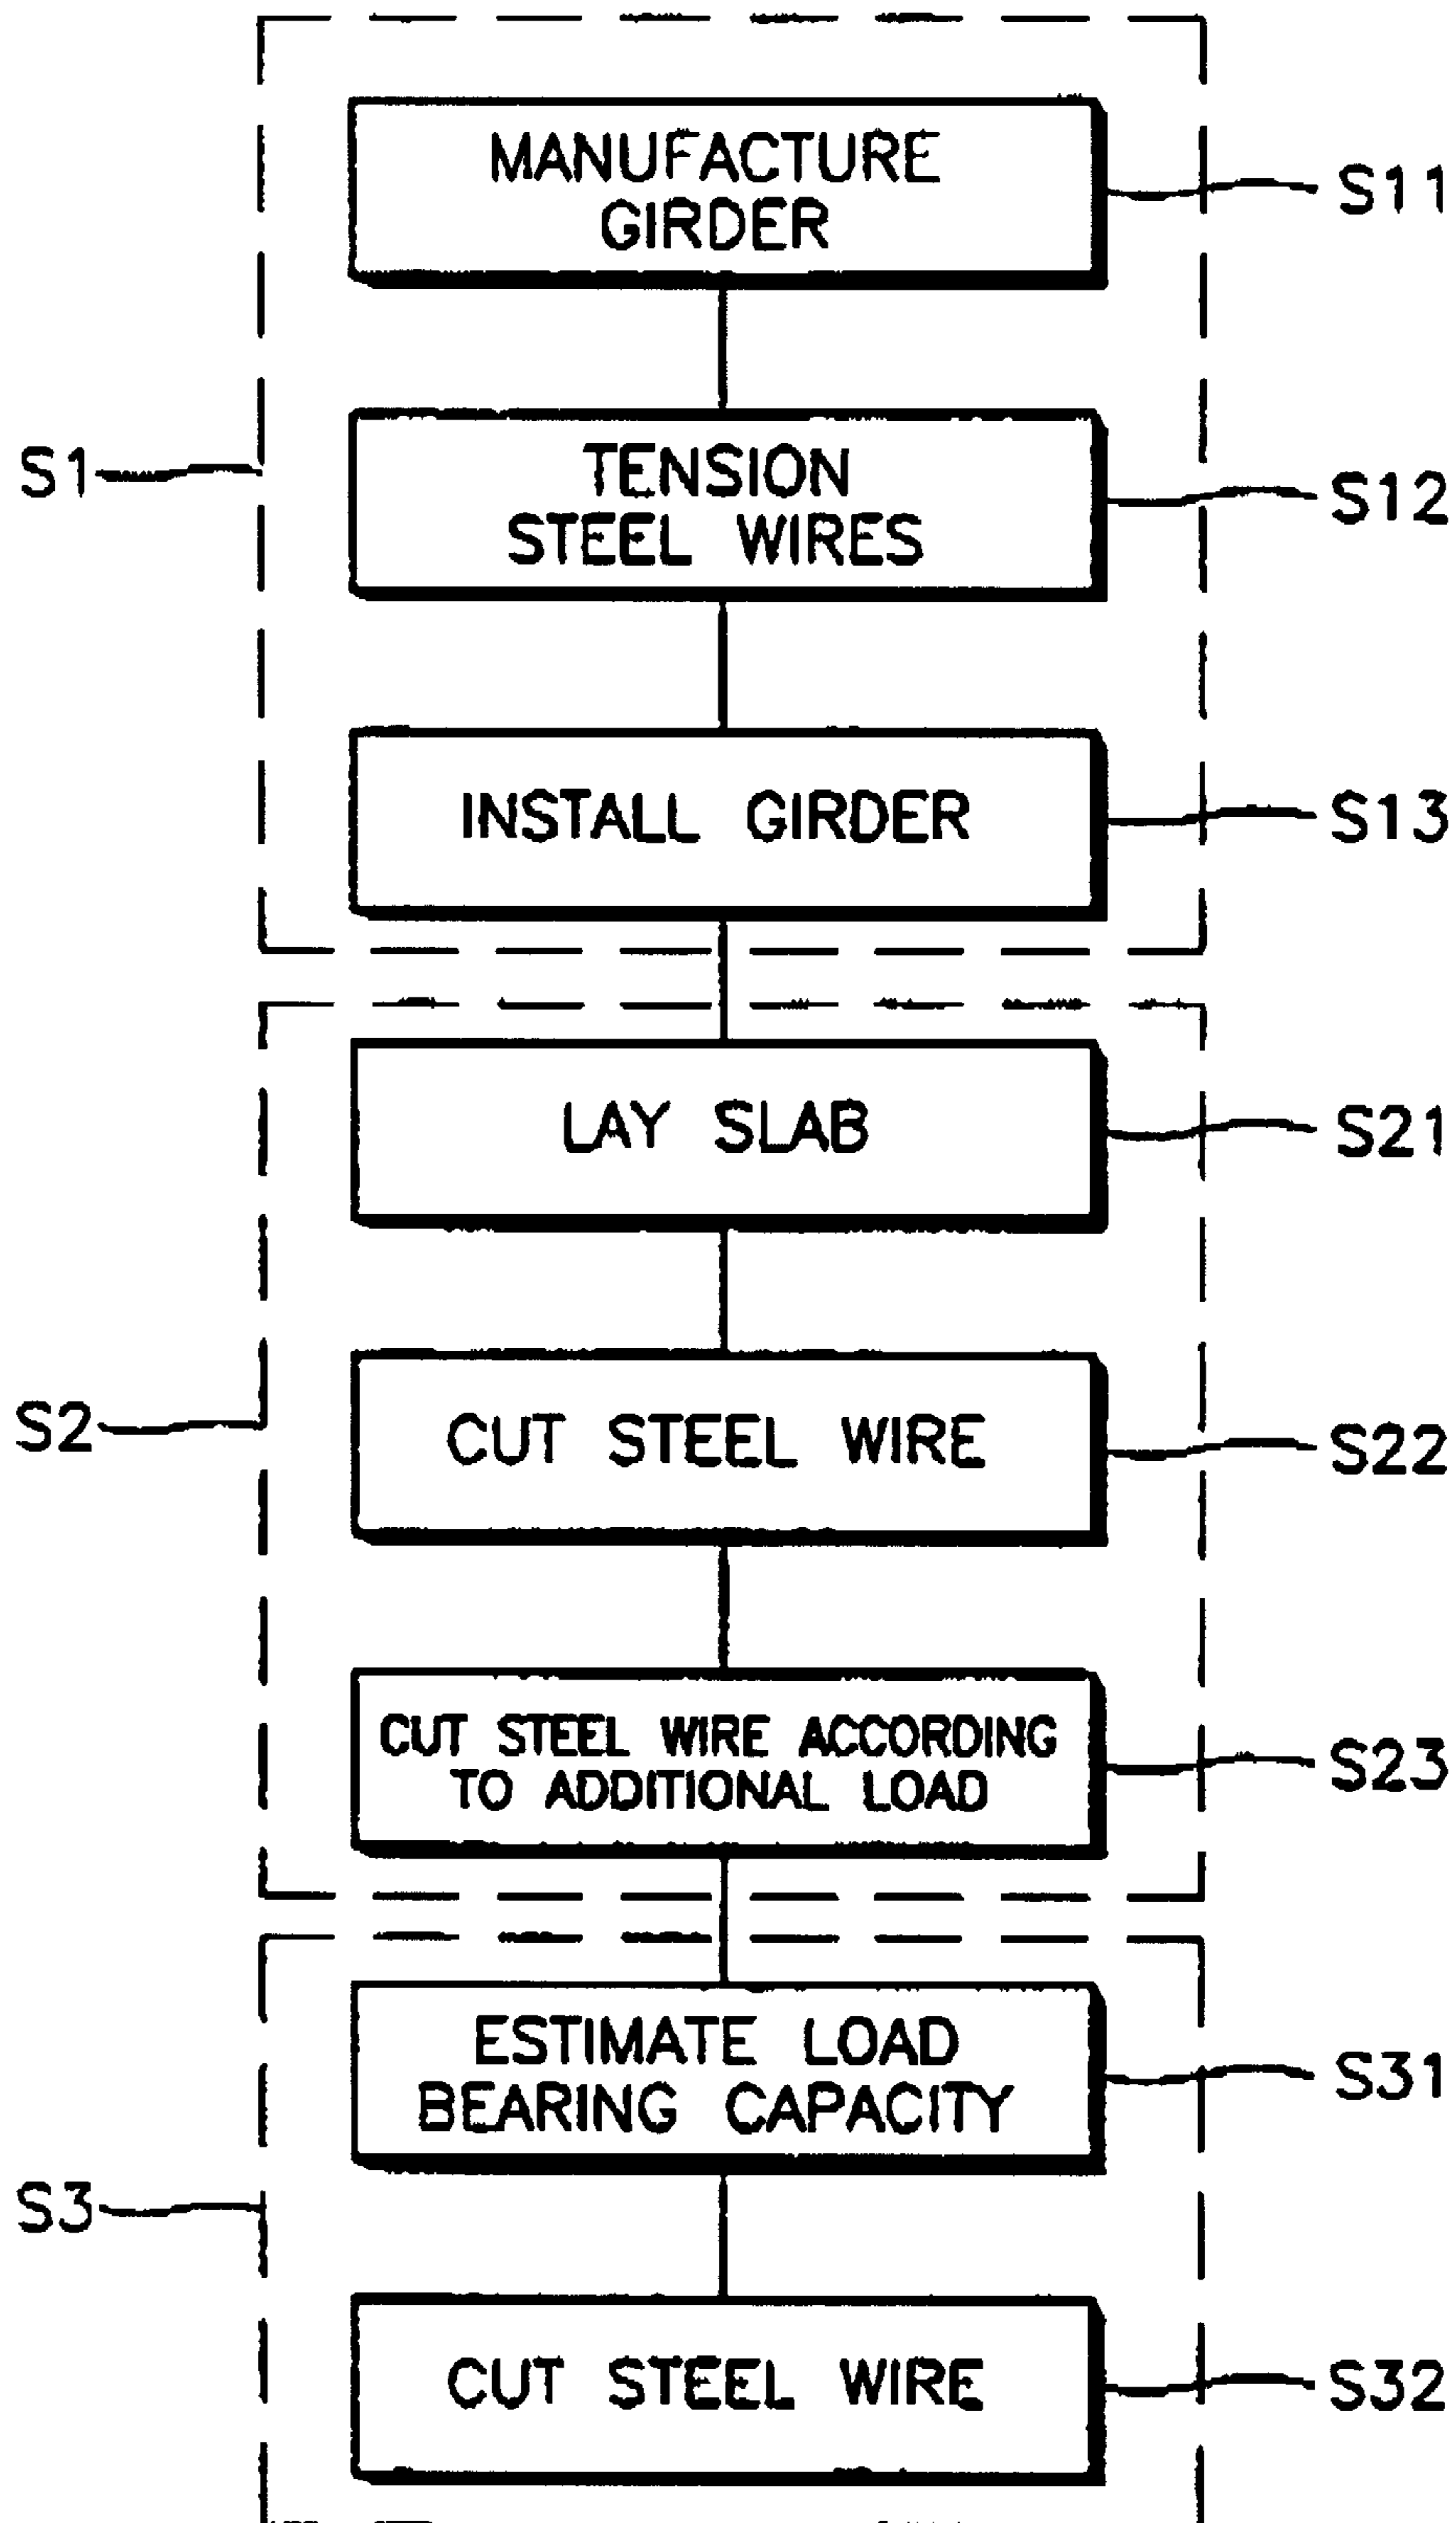 MANUFACTURE
GIRDER
S11
S1
TENSION
STEEL WIRES
S12
INSTALL GIRDER
S13
LAY SLAB
S21
S2
CUT STEEL WIRE
S22
CUT STEEL WIRE ACCORDING
TO ADDITIONAL LOAD
S23
ESTIMATE LOAD
BEARING CAPACITY
S31
S3
CUT STEEL WIRE
S32